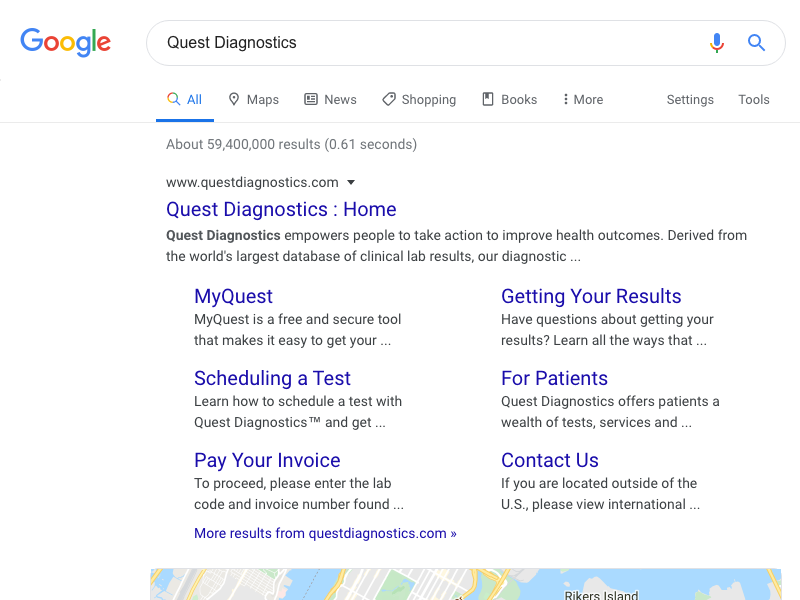 Google
Quest Diagnostics
All Maps News Shopping Books More Settings Tools
About 59,400,000 results (0.61 seconds)
www.questdiagnostics.com
Quest Diagnostics : Home
Quest Diagnostics empowers people to take action to improve health outcomes. Derived from
the world's largest database of clinical lab results, our diagnostic ...
MyQuest
MyQuest is a free and secure tool
that makes it easy to get your ...
Getting Your Results
Have questions about getting your
results? Learn all the ways that ...
Scheduling a Test
Learn how to schedule a test with
Quest Diagnostics™ and get ...
For Patients
Quest Diagnostics offers patients a
wealth of tests, services and ...
Pay Your Invoice
To proceed, please enter the lab
code and invoice number found ...
Contact Us
If you are located outside of the
U.S., please view international ...
More results from questdiagnostics.com »
Rikers Island